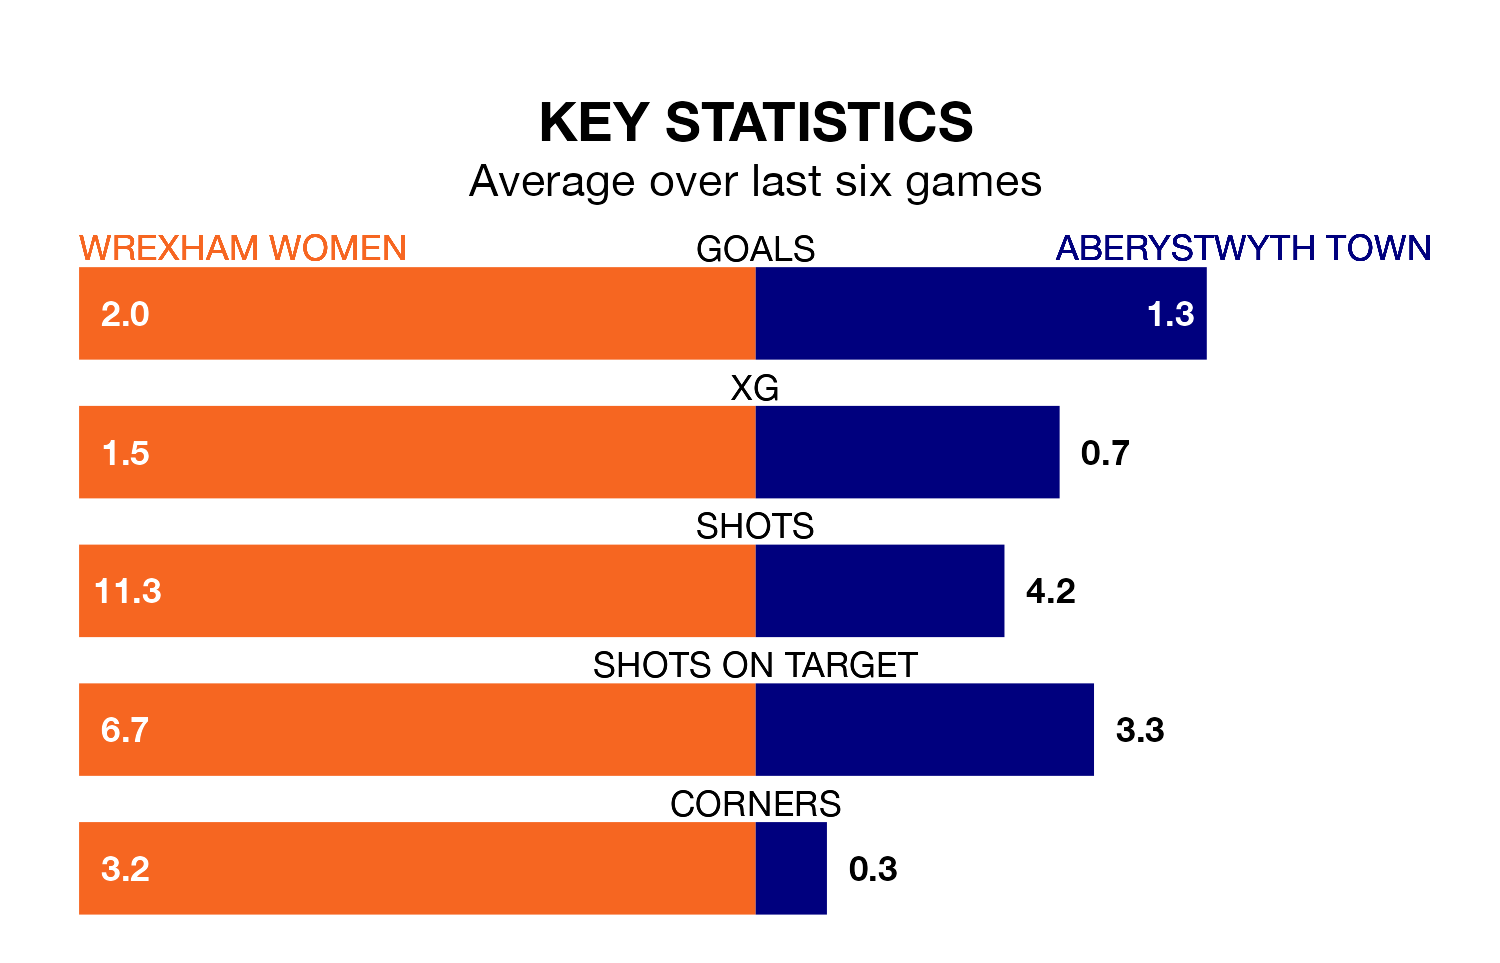 KEY STATISTICS
Average over last six games
WREXHAM WOMEN GOALS ABERYSTWYTH TOWN
2.0 1.3
XG
1.5 0.7
SHOTS
11.3 4.2
SHOTS ON TARGET
6.7 3.3
CORNERS
3.2 0.3